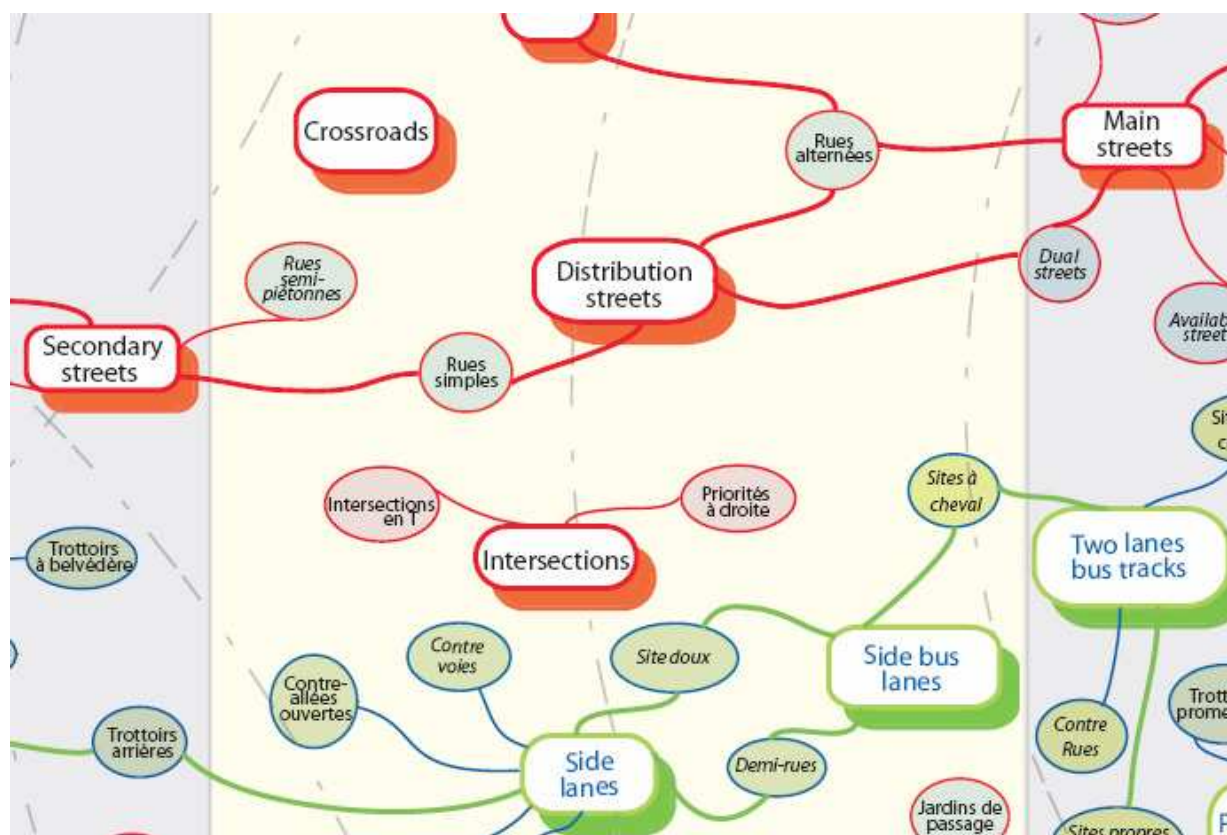 Crossroads
Rues
alternées
Main
streets
Rues
semi-
piétonnes
Distribution
streets
Dual
streets
Secondary
streets
Rues
simples
Intersections
en T
Priorités
à droite
Sites à
cheval
Trottoirs
à belvédère
Intersections
Two lanes
bus tracks
Contre
voies
Site doux
Side bus
lanes
Contre-
allées
ouvertes
Trottoirs
arrières
Contre
Rues
Side
lanes
Demi-rues
Jardins de
passage
Sites propres